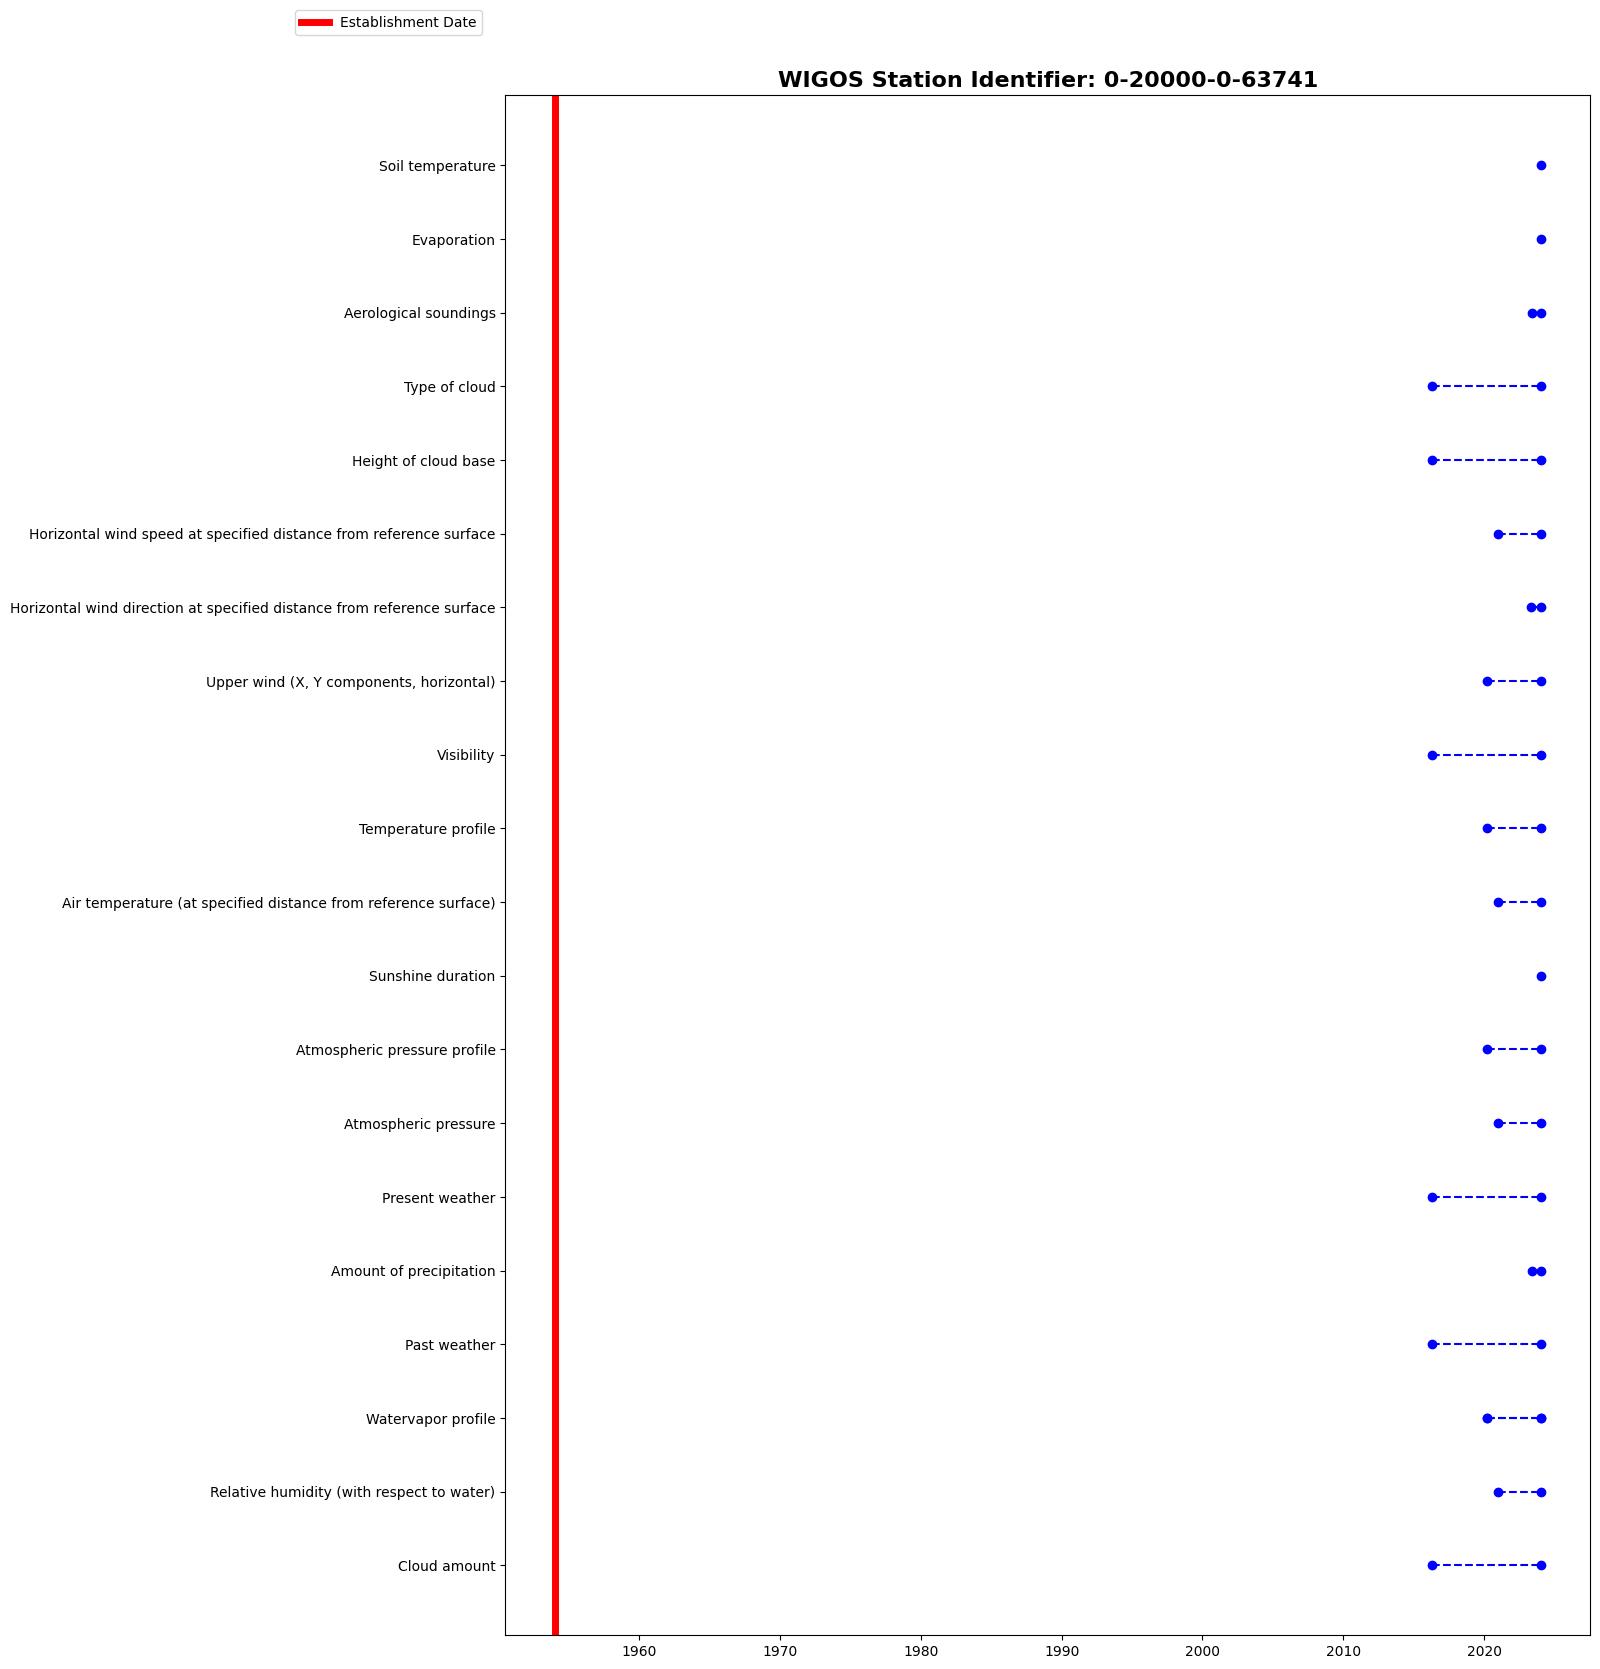 Establishment Date
WIGOS Station Identifier: 0-20000-0-63741
Soil temperature
Evaporation
Aerological soundings
Type of cloud
Height of cloud base
Horizontal wind speed at specified distance from reference surface
Horizontal wind direction at specified distance from reference surface
Upper wind (X, Y components, horizontal)
Visibility
Temperature profile
Air temperature (at specified distance from reference surface)
Sunshine duration
Atmospheric pressure profile
Atmospheric pressure
Present weather
Amount of precipitation
Past weather
Watervapor profile
Relative humidity (with respect to water)
Cloud amount
1960 1970 1980 1990 2000 2010 2020